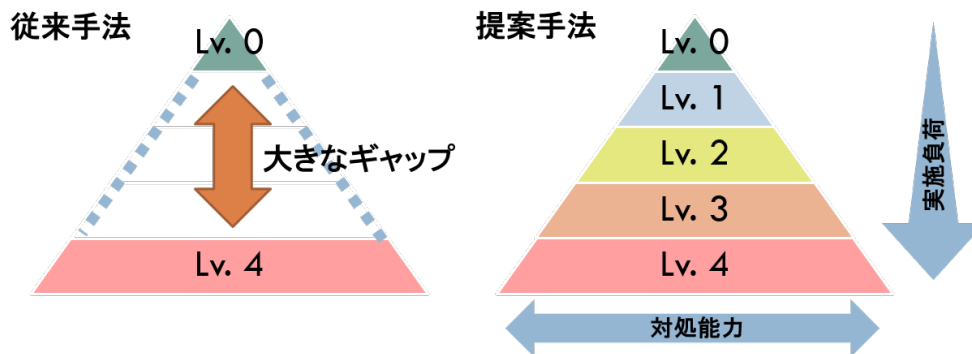 従来手法
Lv. 0
大きなギャップ
Lv. 4
提案手法
Lv. 0
Lv. 1
Lv. 2
Lv. 3
Lv. 4
実施負荷
対処能力